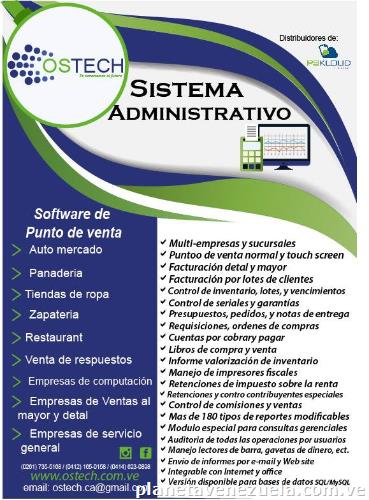 OSTECH
Te conectamos al futuro
Distribuidores de:
SISTEMA
ADMINISTRATIVO
Software de
Punto de venta
Auto mercado
Panaderia
Tiendas de ropa
Zapateria
Restaurant
Venta de respuestos
Empresas de computación
Empresas de Ventas al
mayor y detal
Empresas de servicio
general
Multi-empresas y sucursales
Puntoo de venta normal y touch screen
Facturación detal y mayor
Facturación por lotes de clientes
Control de inventario, lotes, y vencimientos
Control de seriales y garantías
Presupuestos, pedidos, y notas de entrega
Requisiciones, ordenes de compras
Cuentas por cobrary pagar
Libros de compra y venta
Informe valorización de inventario
Manejo de impresores fiscales
Retenciones de impuesto sobre la renta
Retenciones y contro contribuyentes especiales
Control de comisiones y ventas
Mas de 180 tipos de reportes modificables
Modulo especial para consultas gerenciales
Auditoria de todas las operaciones por usuarios
Manejo lectores de barra, gavetas de dinero, ect.
Envio de informes por e-mail y Web site
Integrable con Internet y office
Versión disponible para bases de datos SQL/MySQL
www.ostech.com.ve
email: ostech.ca@gmail.com
planetavenezuela.com.ve